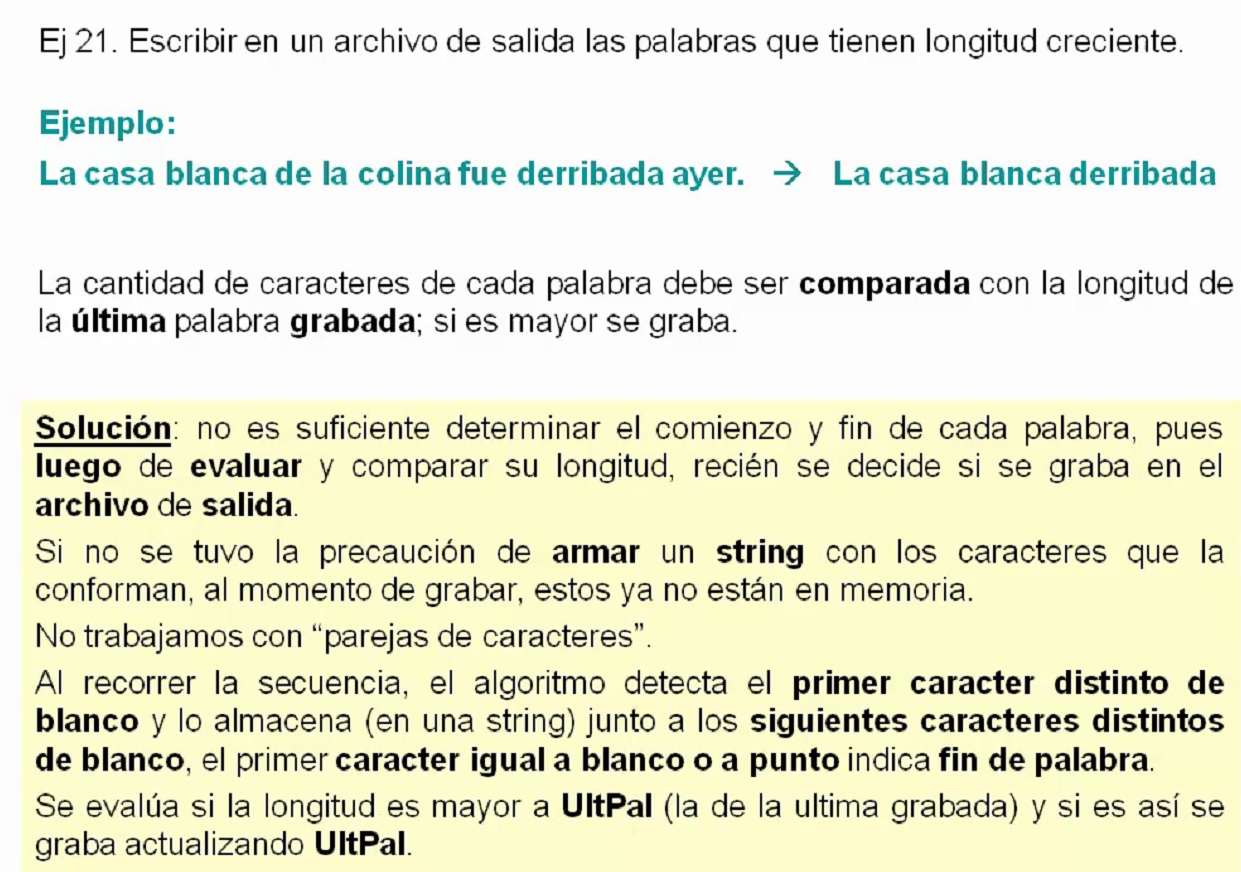 Ej 21. Escribir en un archivo de salida las palabras que tienen longitud creciente.
Ejemplo:
La casa blanca de la colina fue derribada ayer. → La casa blanca derribada
La cantidad de caracteres de cada palabra debe ser comparada con la longitud de
la última palabra grabada; si es mayor se graba.
Solución: no es suficiente determinar el comienzo y fin de cada palabra, pues
luego de evaluar y comparar su longitud, recién se decide si se graba en el
archivo de salida.
Si no se tuvo la precaución de armar un string con los caracteres que la
conforman, al momento de grabar, estos ya no están en memoria.
No trabajamos con “parejas de caracteres”.
Al recorrer la secuencia, el algoritmo detecta el primer caracter distinto de
blanco y lo almacena (en una string) junto a los siguientes caracteres distintos
de blanco, el primer caracter igual a blanco o a punto indica fin de palabra.
Se evalúa si la longitud es mayor a UltPal (la de la ultima grabada) y si es así se
graba actualizando UltPal.